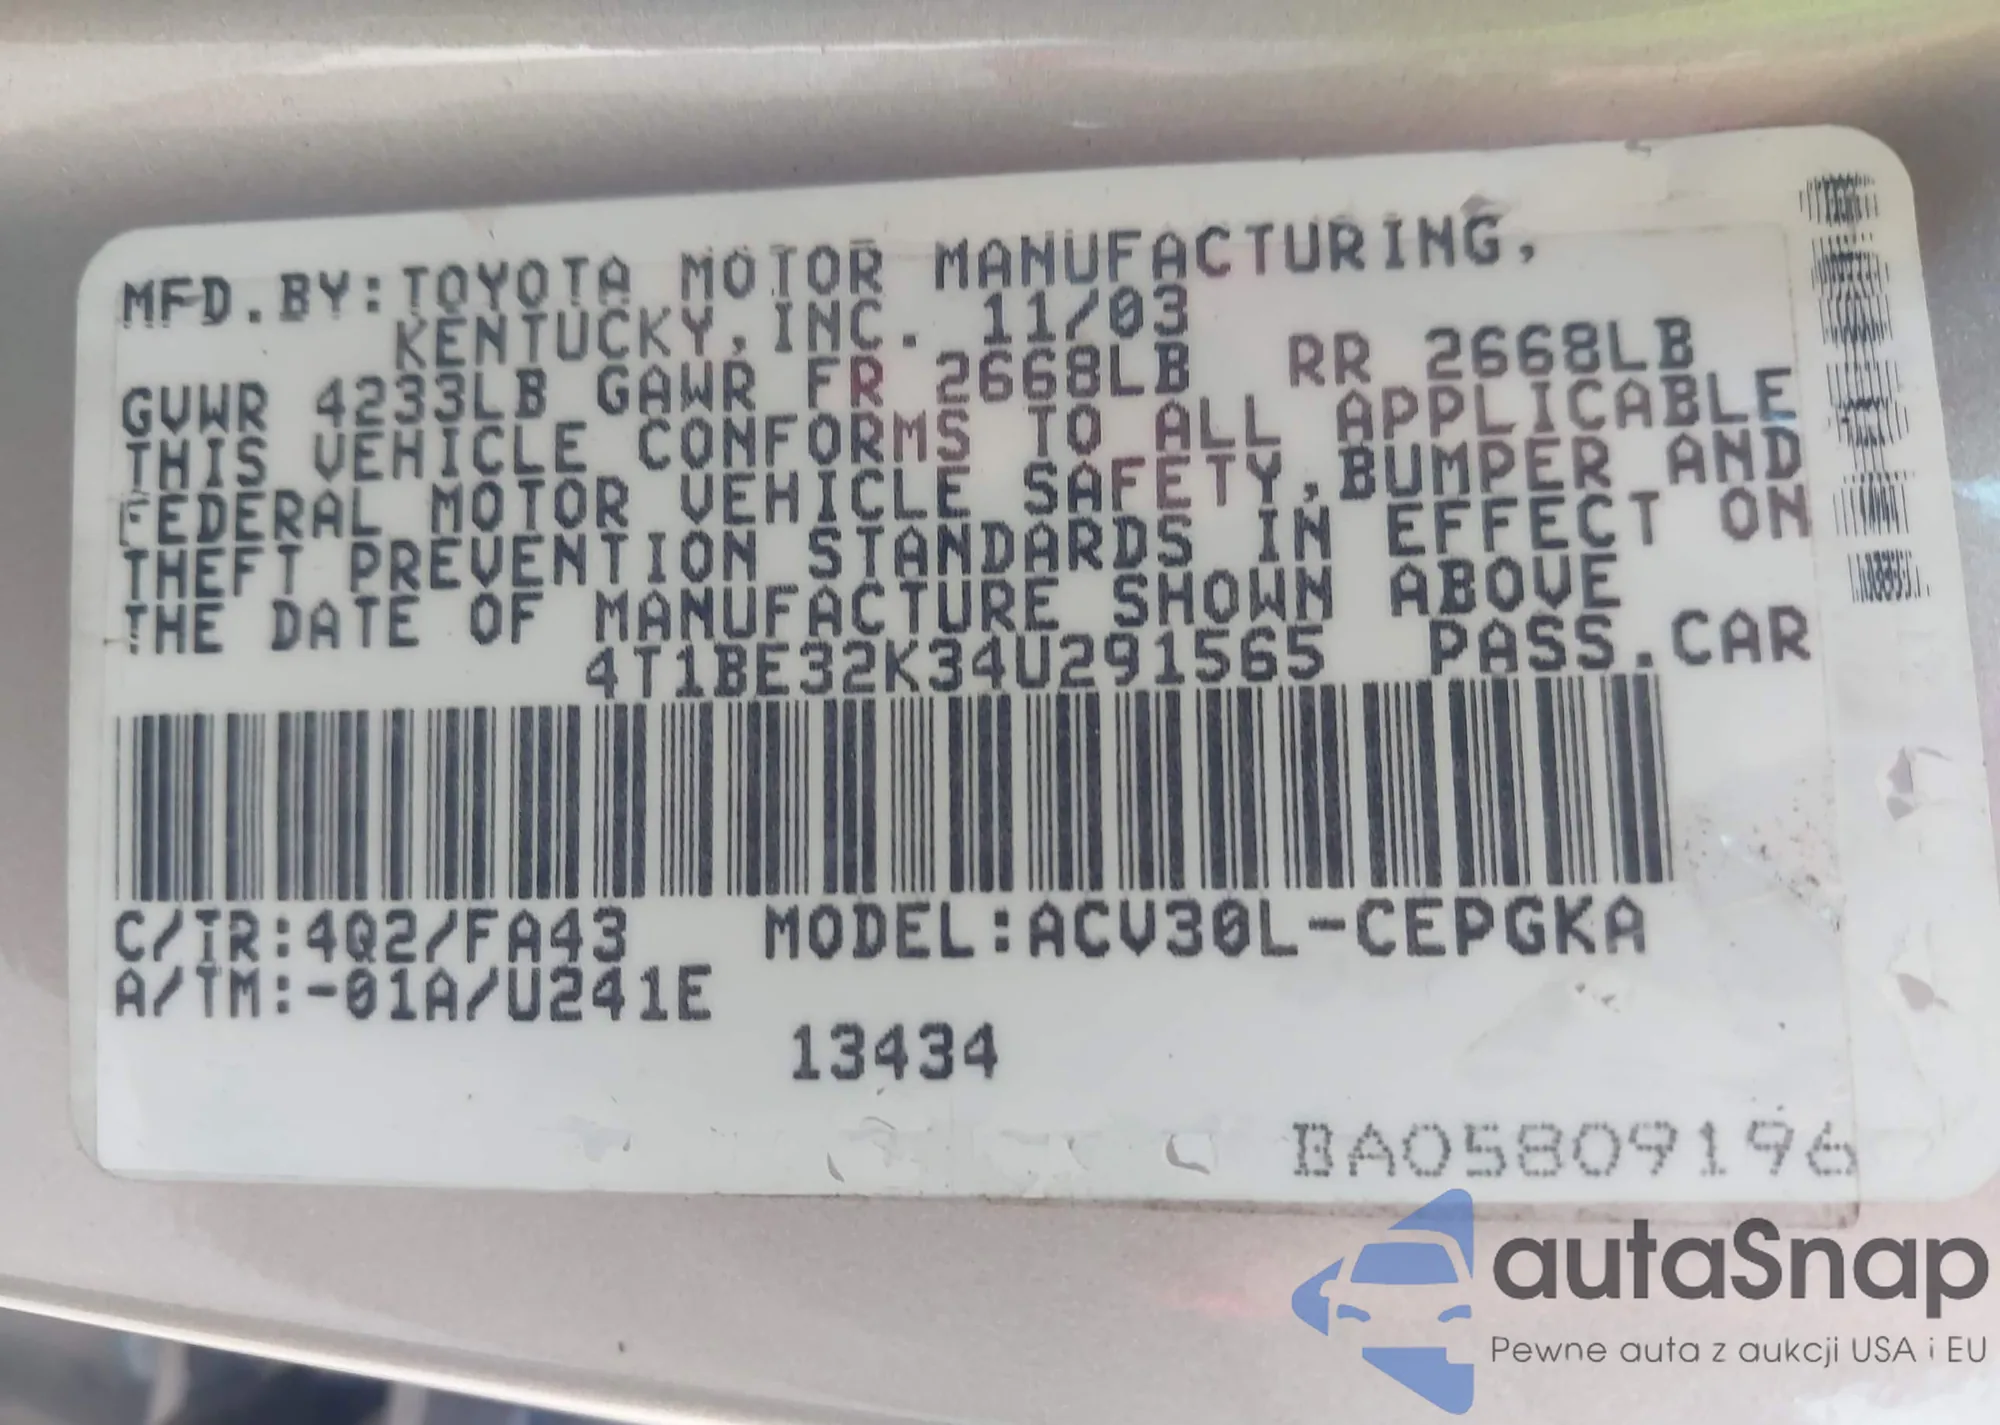 MFD.BY:TOYOTA MOTOR MANUFACTURING,
KENTUCKY,INC. 11/03
GVWR 4233LB GAWR FR 2668LB RR 2668LB
THIS VEHICLE CONFORMS TO ALL APPLICABLE
FEDERAL MOTOR VEHICLE SAFETY,BUMPER AND
THEFT PREVENTION STANDARDS IN EFFECT ON
THE DATE OF MANUFACTURE SHOWN ABOVE
4T1BE32K34U291565 PASS.CAR
C/TR:4Q2/FA43 MODEL:ACV30L-CEPGKA
A/TM:-01A/U241E
13434
BA05809196
autaSnap
Pewne auta z aukcji USA i EU